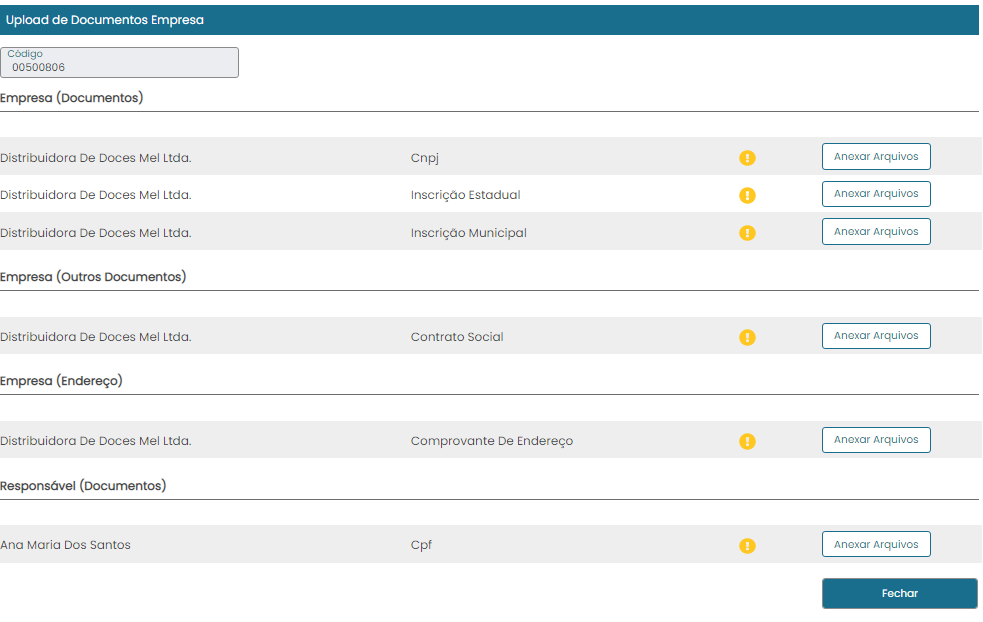 Upload de Documentos Empresa
Código
00500806
Empresa (Documentos)
Distribuidora De Doces Mel Ltda. Cnpj Anexar Arquivos
Distribuidora De Doces Mel Ltda. Inscrição Estadual Anexar Arquivos
Distribuidora De Doces Mel Ltda. Inscrição Municipal Anexar Arquivos
Empresa (Outros Documentos)
Distribuidora De Doces Mel Ltda. Contrato Social Anexar Arquivos
Empresa (Endereço)
Distribuidora De Doces Mel Ltda. Comprovante De Endereço Anexar Arquivos
Responsável (Documentos)
Ana Maria Dos Santos Cpf Anexar Arquivos
Fechar